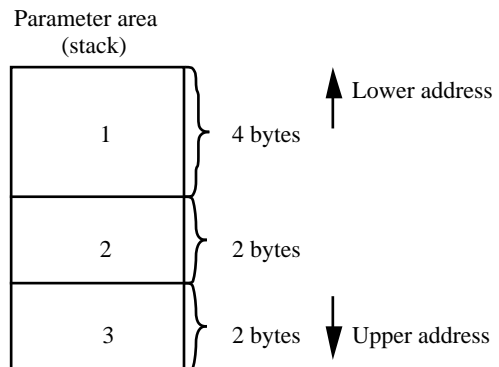 Parameter area
(stack)
Lower address
1
4 bytes
2
2 bytes
3
2 bytes
Upper address